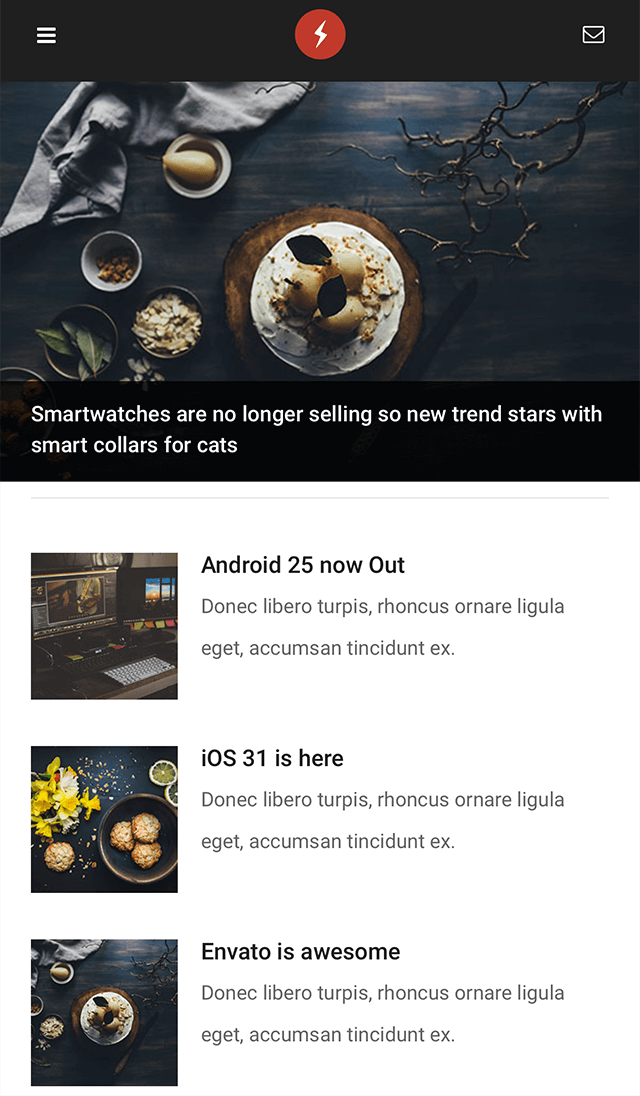 Smartwatches are no longer selling so new trend stars with
smart collars for cats
Android 25 now Out
Donec libero turpis, rhoncus ornare ligula
eget, accumsan tincidunt ex.
iOS 31 is here
Donec libero turpis, rhoncus ornare ligula
eget, accumsan tincidunt ex.
Envato is awesome
Donec libero turpis, rhoncus ornare ligula
eget, accumsan tincidunt ex.